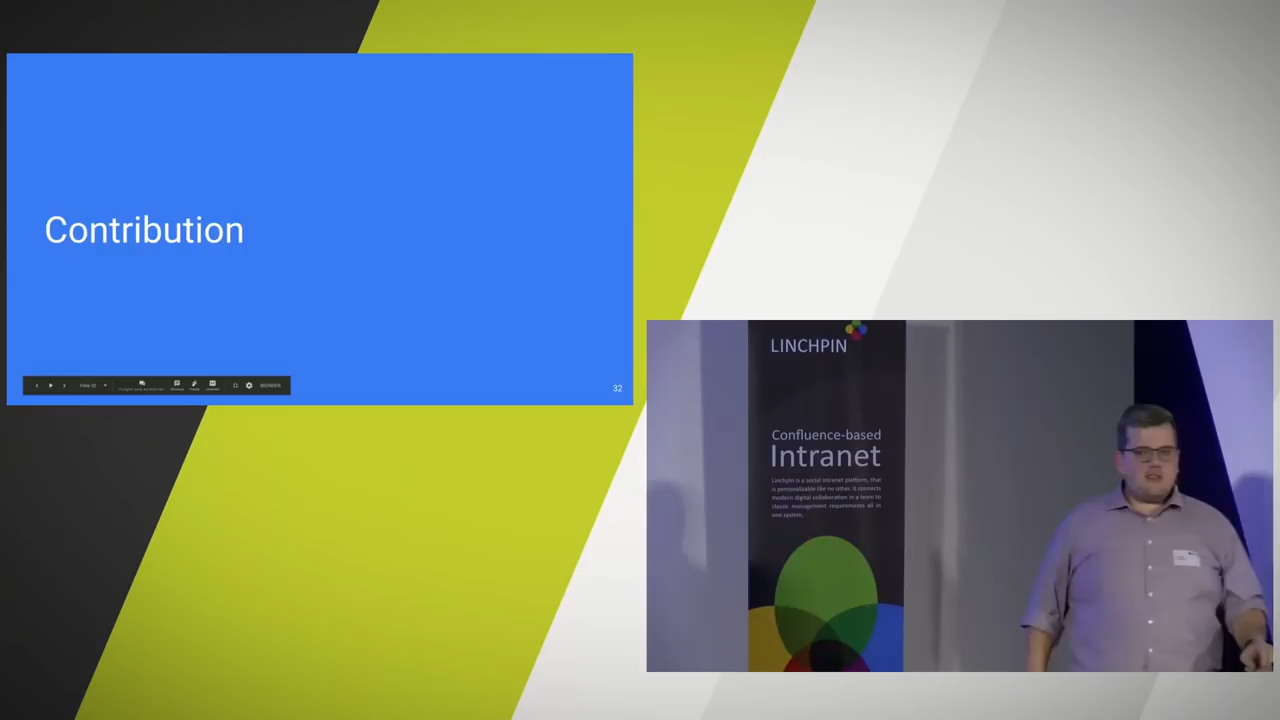 Contribution
BEENDEN
32
LINCHPIN
Confluence-based
Intranet
Linchpin is a social intranet platform, that
is personalizable like no other. It connects
modern digital collaboration in a team to
classic management requirements all in
one system.